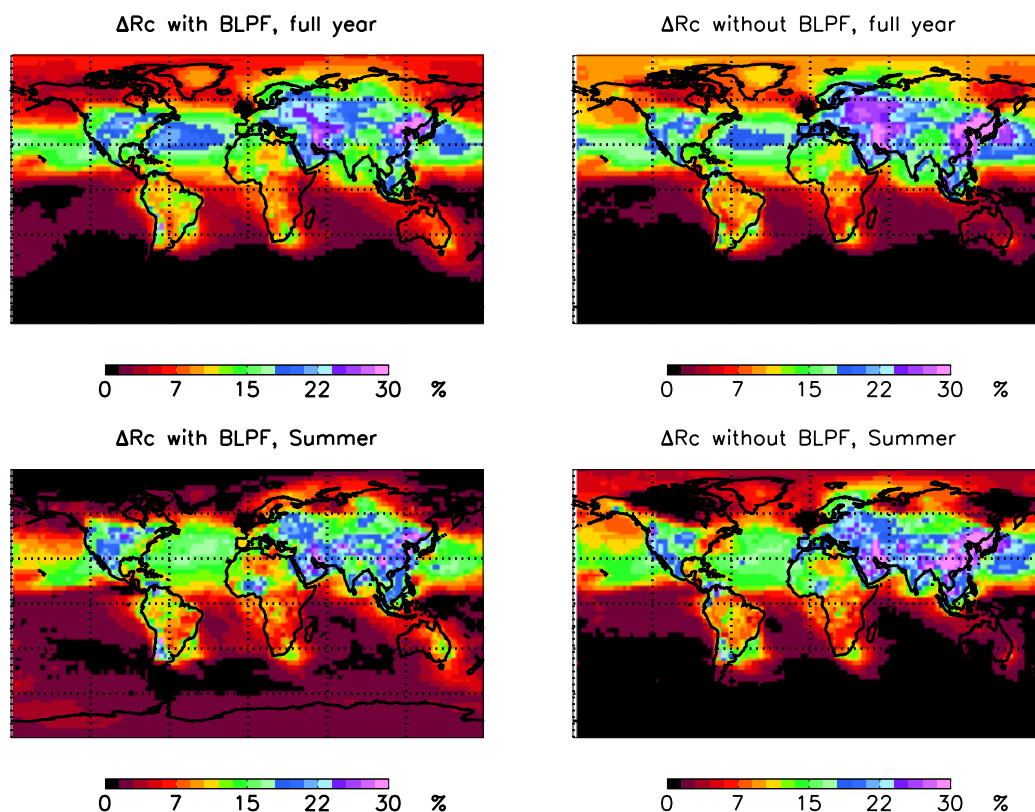 ΔRc with BLPF, full year
ΔRc without BLPF, full year
0 7 15 22 30 %
0 7 15 22 30 %
ΔRc with BLPF, Summer
ΔRc without BLPF, Summer
0 7 15 22 30 %
0 7 15 22 30 %